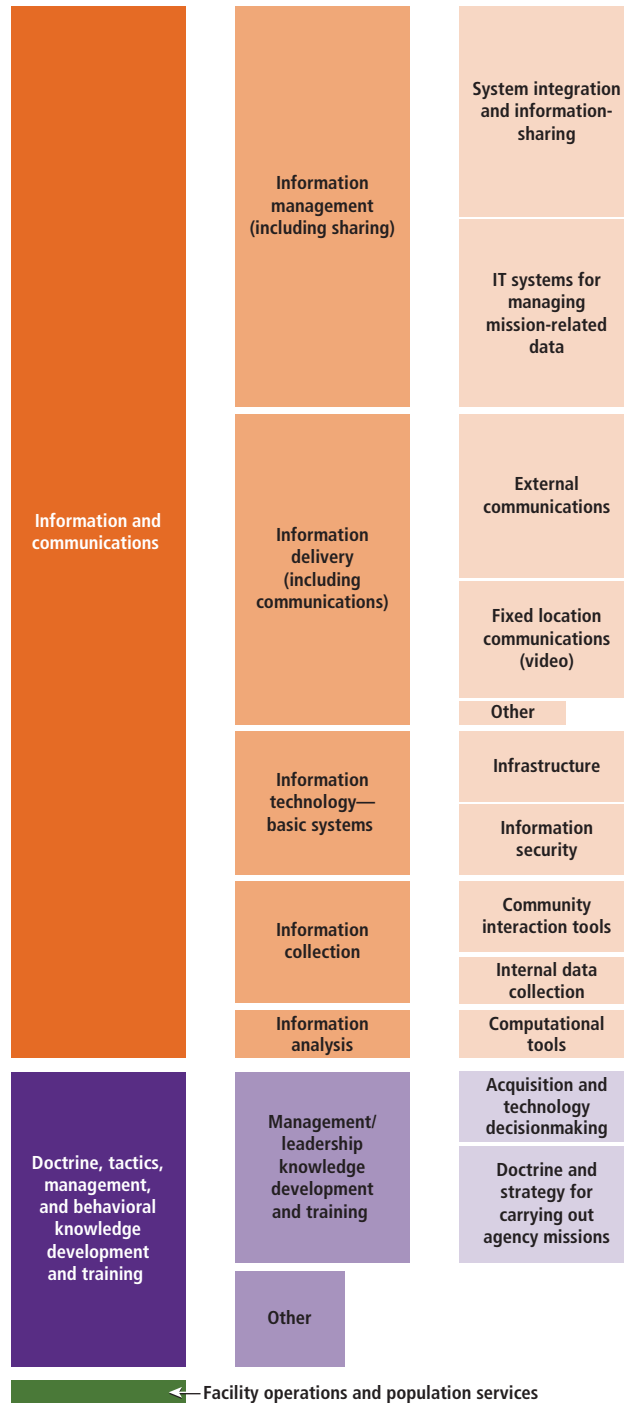 Information and
communications
Information
management
(including sharing)
System integration
and information-
sharing
IT systems for
managing
mission-related
data
Information
delivery
(including
communications)
External
communications
Fixed location
communications
(video)
Other
Information
technology—
basic systems
Infrastructure
Information
security
Information
collection
Community
interaction tools
Internal data
collection
Information
analysis
Computational
tools
Doctrine, tactics,
management,
and behavioral
knowledge
development
and training
Management/
leadership
knowledge
development
and training
Acquisition and
technology
decisionmaking
Doctrine and
strategy for
carrying out
agency missions
Other
Facility operations and population services